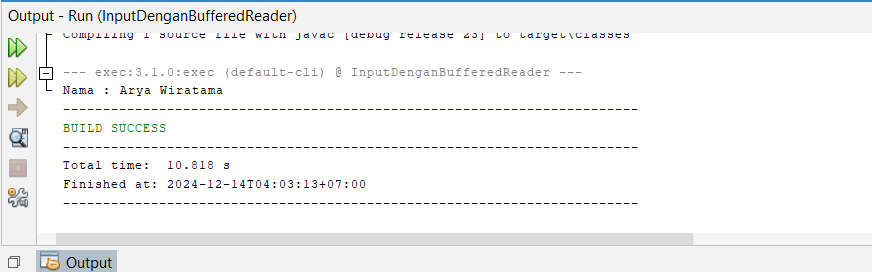 Output - Run (InputDenganBufferedReader)
Compiling 1 source file with javac [debug release 23] to target\classes
--- exec:3.1.0:exec (default-cli) @ InputDenganBufferedReader ---
Nama : Arya Wiratama
------------------------------------------------------------------------
BUILD SUCCESS
------------------------------------------------------------------------
Total time:  10.818 s
Finished at: 2024-12-14T04:03:13+07:00
------------------------------------------------------------------------
Output